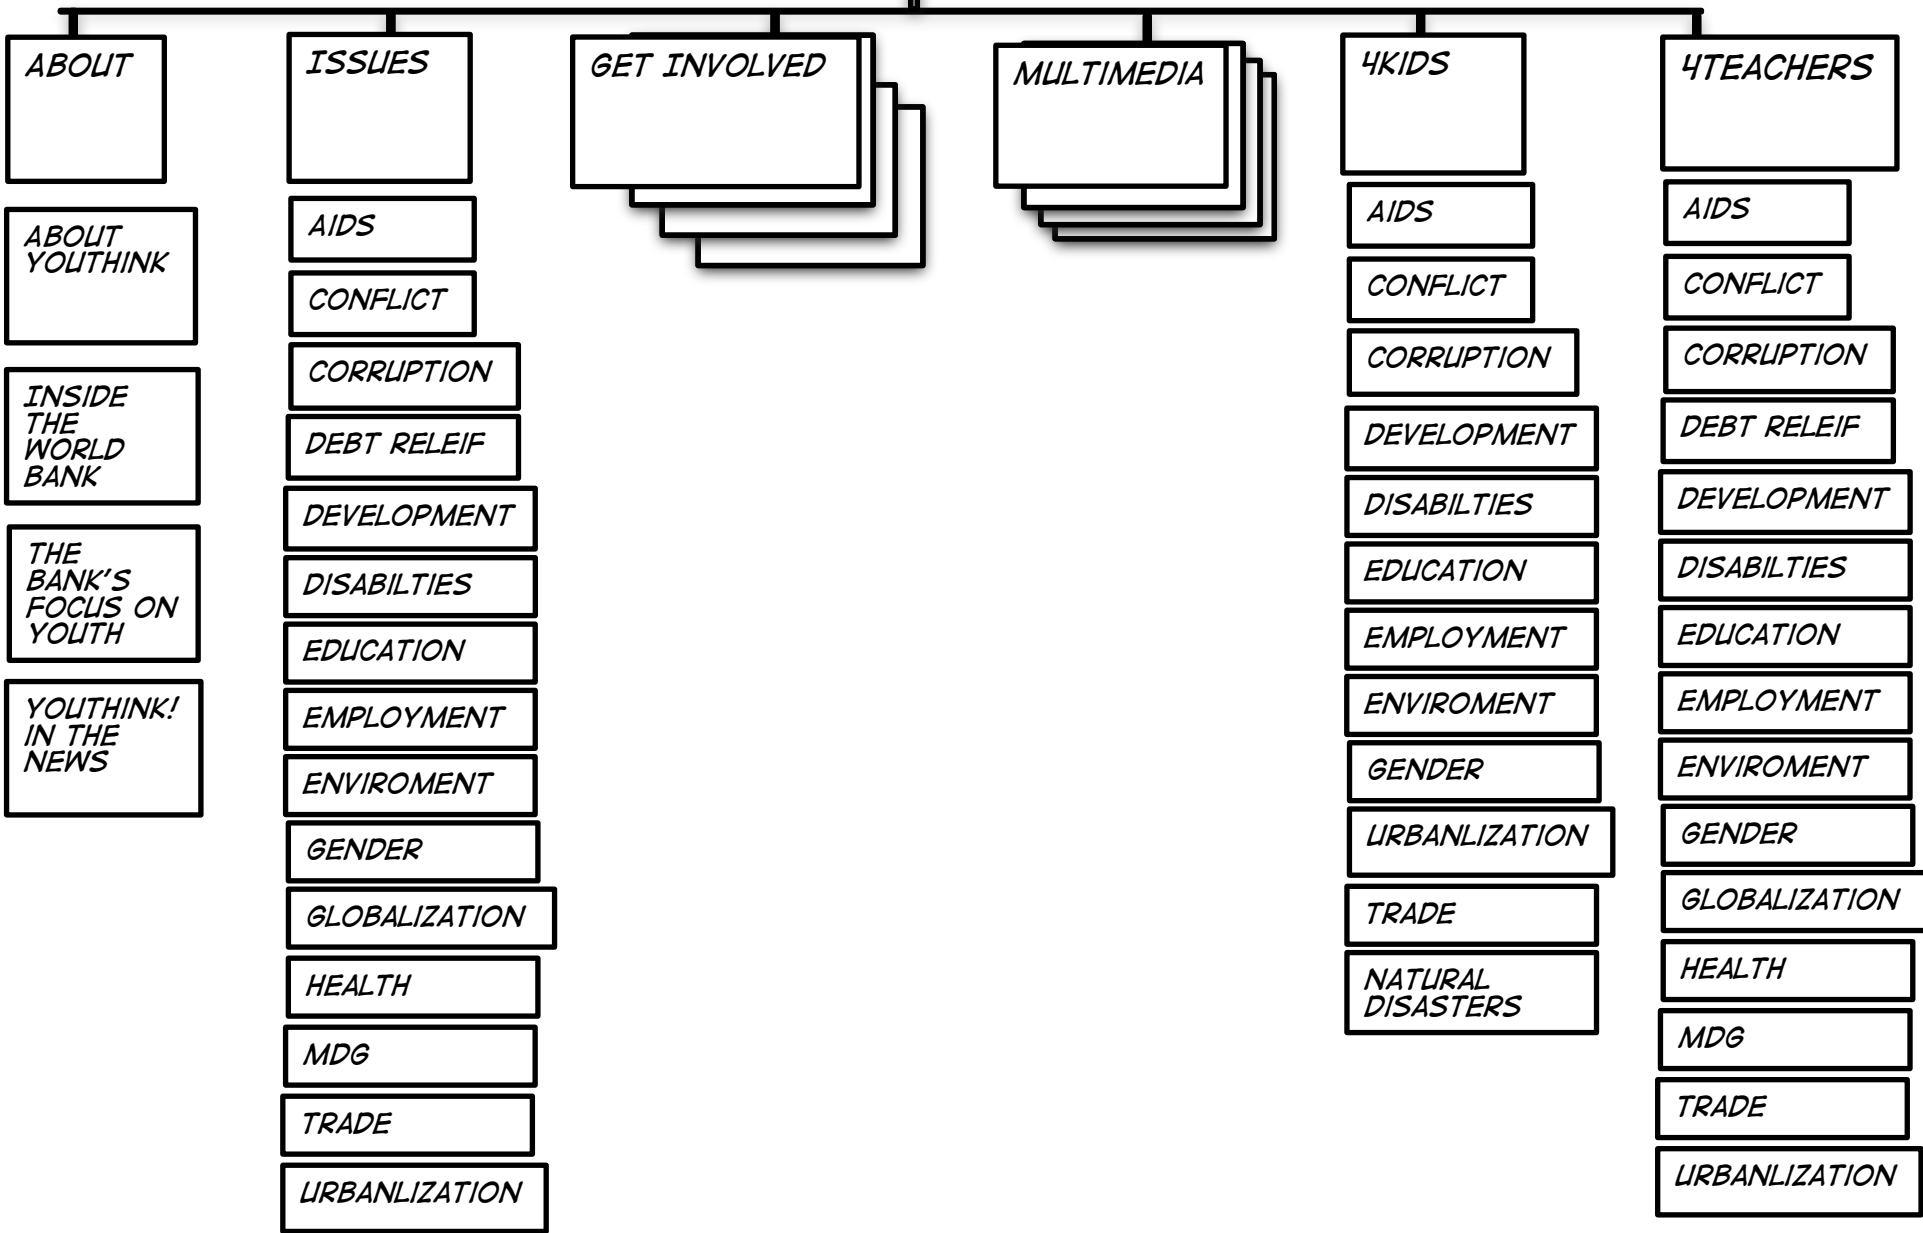 ABOUT
ABOUT
YOUTHINK
INSIDE
THE
WORLD
BANK
THE
BANK'S
FOCUS ON
YOUTH
YOUTHINK!
IN THE
NEWS
ISSUES
AIDS
CONFLICT
CORRUPTION
DEBT RELEIF
DEVELOPMENT
DISABILTIES
EDUCATION
EMPLOYMENT
ENVIROMENT
GENDER
GLOBALIZATION
HEALTH
MDG
TRADE
URBANLIZATION
GET INVOLVED
MULTIMEDIA
4KIDS
AIDS
CONFLICT
CORRUPTION
DEVELOPMENT
DISABILTIES
EDUCATION
EMPLOYMENT
ENVIROMENT
GENDER
URBANLIZATION
TRADE
NATURAL
DISASTERS
4TEACHERS
AIDS
CONFLICT
CORRUPTION
DEBT RELEIF
DEVELOPMENT
DISABILTIES
EDUCATION
EMPLOYMENT
ENVIROMENT
GENDER
GLOBALIZATION
HEALTH
MDG
TRADE
URBANLIZATION